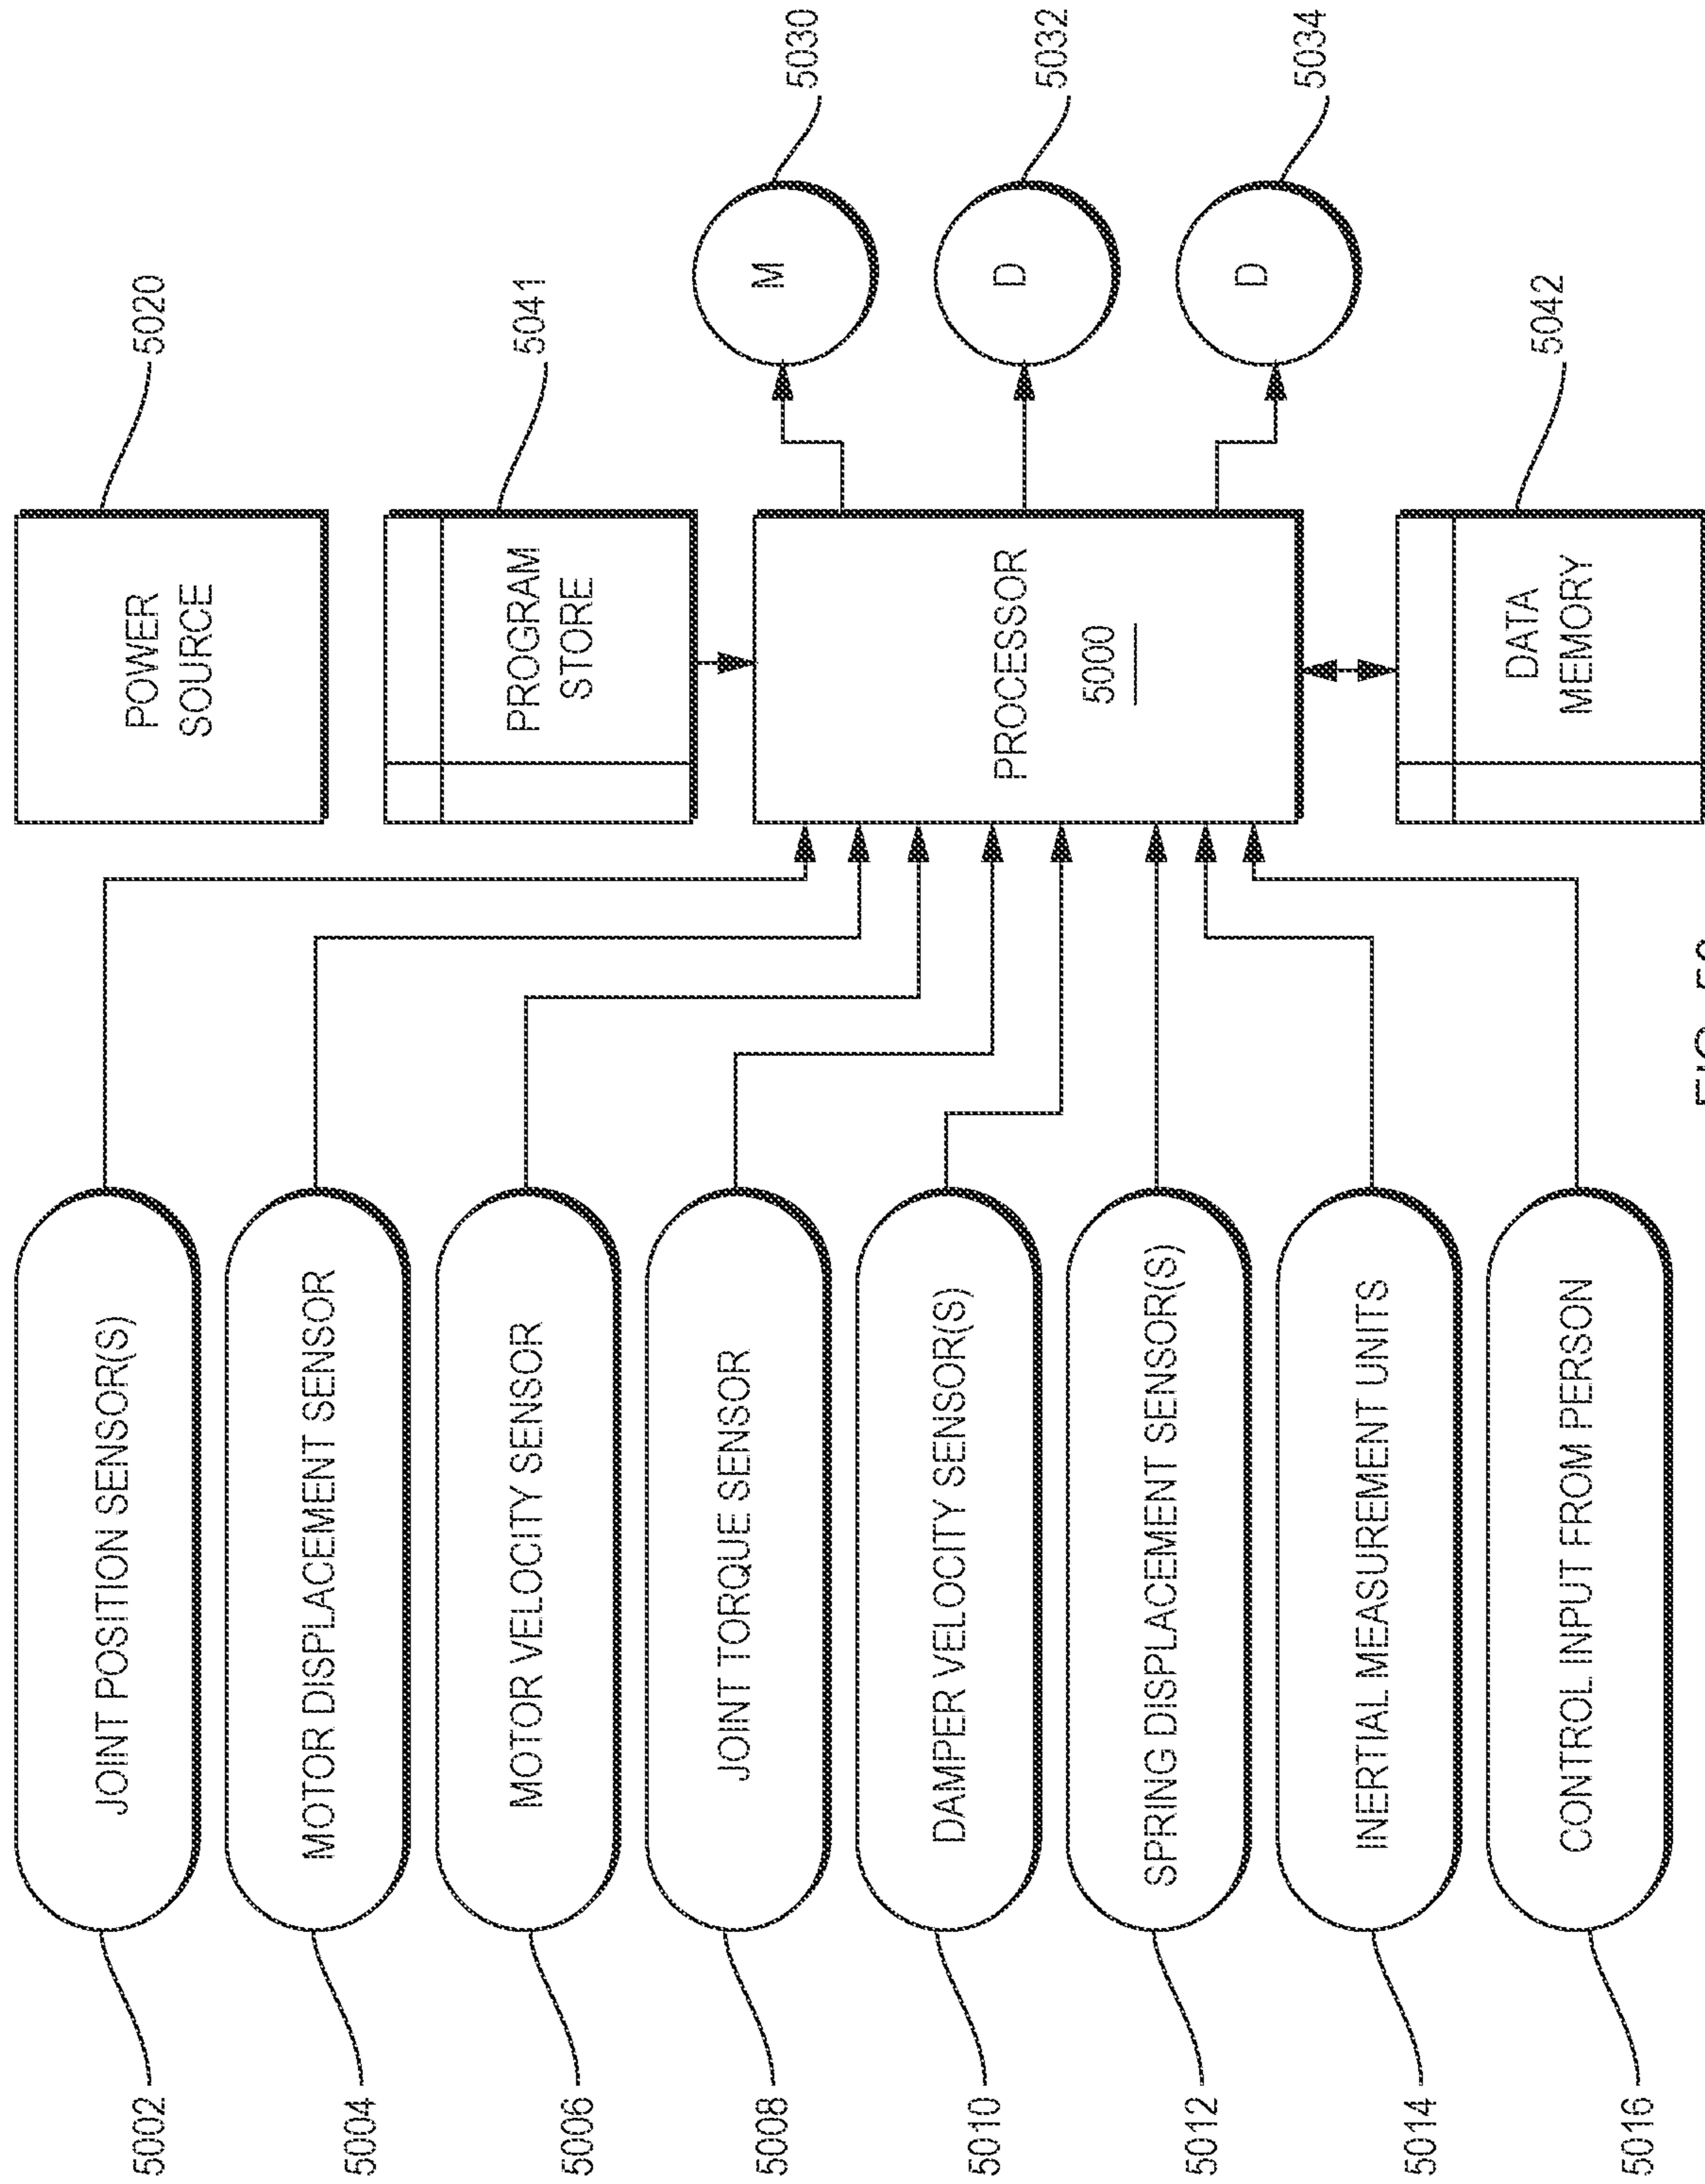 5002
JOINT POSITION SENSOR(S)
5004
MOTOR DISPLACEMENT SENSOR
5006
MOTOR VELOCITY SENSOR
5008
JOINT TORQUE SENSOR
5010
DAMPER VELOCITY SENSOR(S)
5012
SPRING DISPLACEMENT SENSOR(S)
5014
INERTIAL MEASUREMENT UNITS
5016
CONTROL INPUT FROM PERSON
POWER
SOURCE
5020
PROGRAM
STORE
5041
PROCESSOR
5000
DATA
MEMORY
5042
M
5030
D
5032
D
5034
FIG.